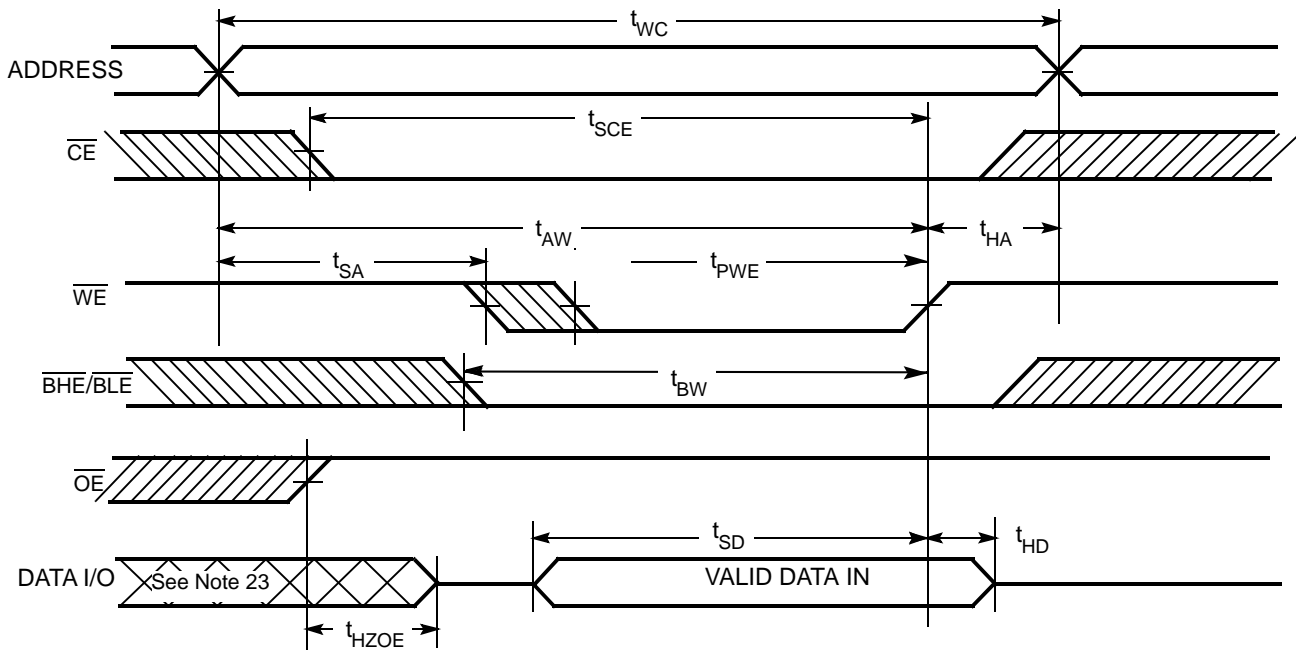 tWC
ADDRESS
tSCE
CE
tAW
tHA
tSA
tPWE
WE
BHE/BLE
tBW
OE
tSD
tHD
DATA I/O
See Note 23
VALID DATA IN
tHZOE